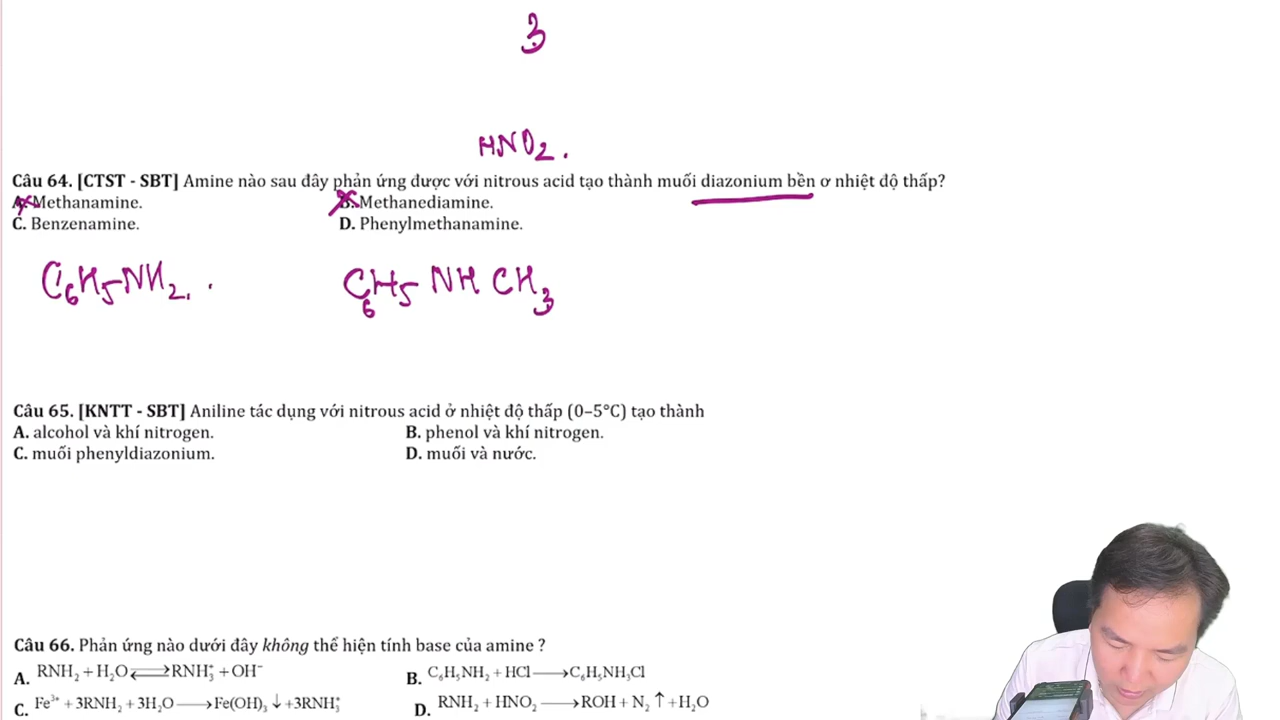 3
HNO2.
Câu 64. [CTST - SBT] Amine nào sau đây phản ứng được với nitrous acid tạo thành muối diazonium bền ơ nhiệt độ thấp?
A. Methanamine. B. Methanediamine.
C. Benzenamine. D. Phenylmethanamine.
C6H5NH2. C6H5 NH CH3
Câu 65. [KNTT - SBT] Aniline tác dụng với nitrous acid ở nhiệt độ thấp (0–5°C) tạo thành
A. alcohol và khí nitrogen. B. phenol và khí nitrogen.
C. muối phenyldiazonium. D. muối và nước.
Câu 66. Phản ứng nào dưới đây không thể hiện tính base của amine ?
A. RNH₂ + H₂O ⇌ RNH₃⁺ + OH⁻ B. C₆H₅NH₂ + HCl ⟶ C₆H₅NH₃Cl
C. Fe³⁺ + 3RNH₂ + 3H₂O ⟶ Fe(OH)₃ ↓ + 3RNH₃⁺ D. RNH₂ + HNO₂ ⟶ ROH + N₂ ↑ + H₂O